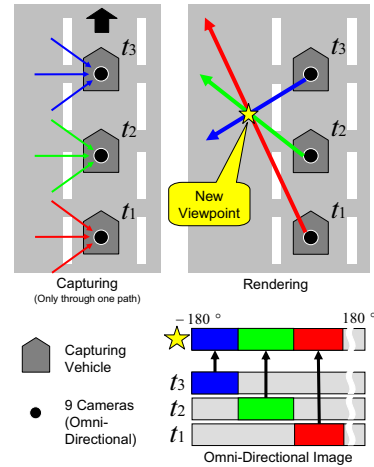 t3
t2
t1
t3
t2
t1
New
Viewpoint
Capturing
(Only through one path)
Rendering
Capturing
Vehicle
9 Cameras
(Omni-
Directional)
−180 °
180 °
t3
t2
t1
Omni-Directional Image